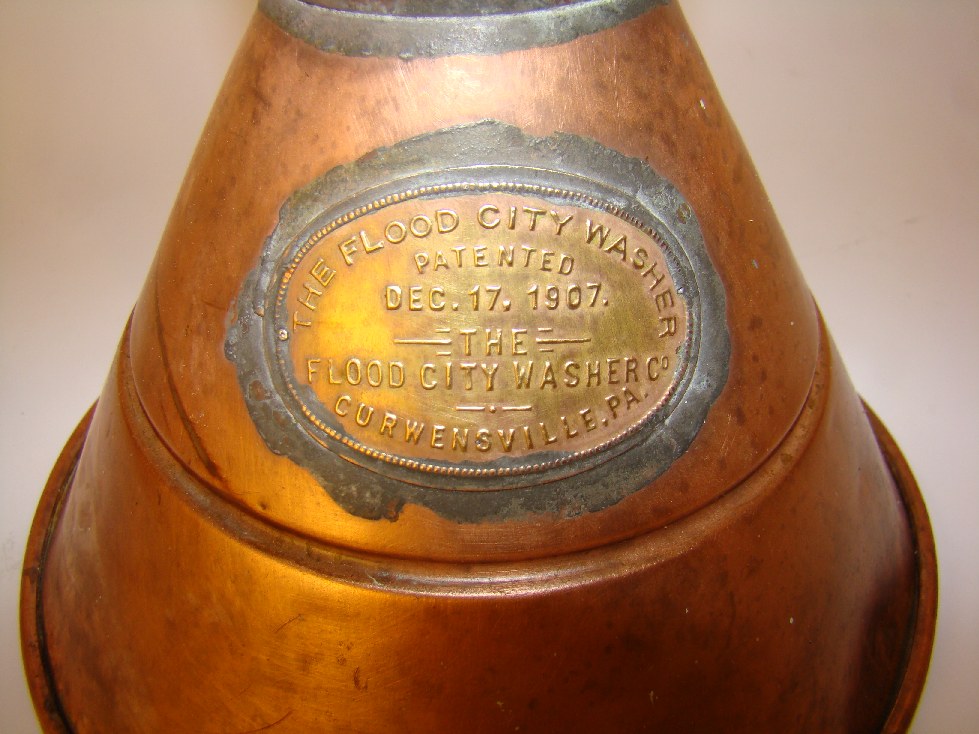 THE FLOOD CITY WASHER
PATENTED
DEC. 17, 1907.
THE
FLOOD CITY WASHER Co
CURWENSVILLE, PA.